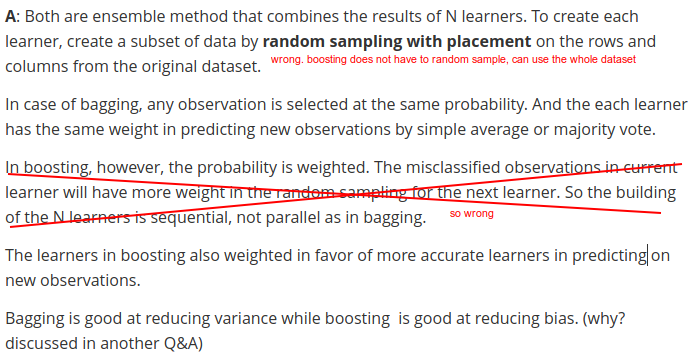 A: Both are ensemble method that combines the results of N learners. To create each
learner, create a subset of data by random sampling with placement on the rows and
columns from the original dataset. wrong. boosting does not have to random sample, can use the whole dataset
In case of bagging, any observation is selected at the same probability. And the each learner
has the same weight in predicting new observations by simple average or majority vote.
In boosting, however, the probability is weighted. The misclassified observations in current
learner will have more weight in the random sampling for the next learner. So the building
of the N learners is sequential, not parallel as in bagging. so wrong
The learners in boosting also weighted in favor of more accurate learners in predicting on
new observations.
Bagging is good at reducing variance while boosting is good at reducing bias. (why?
discussed in another Q&A)